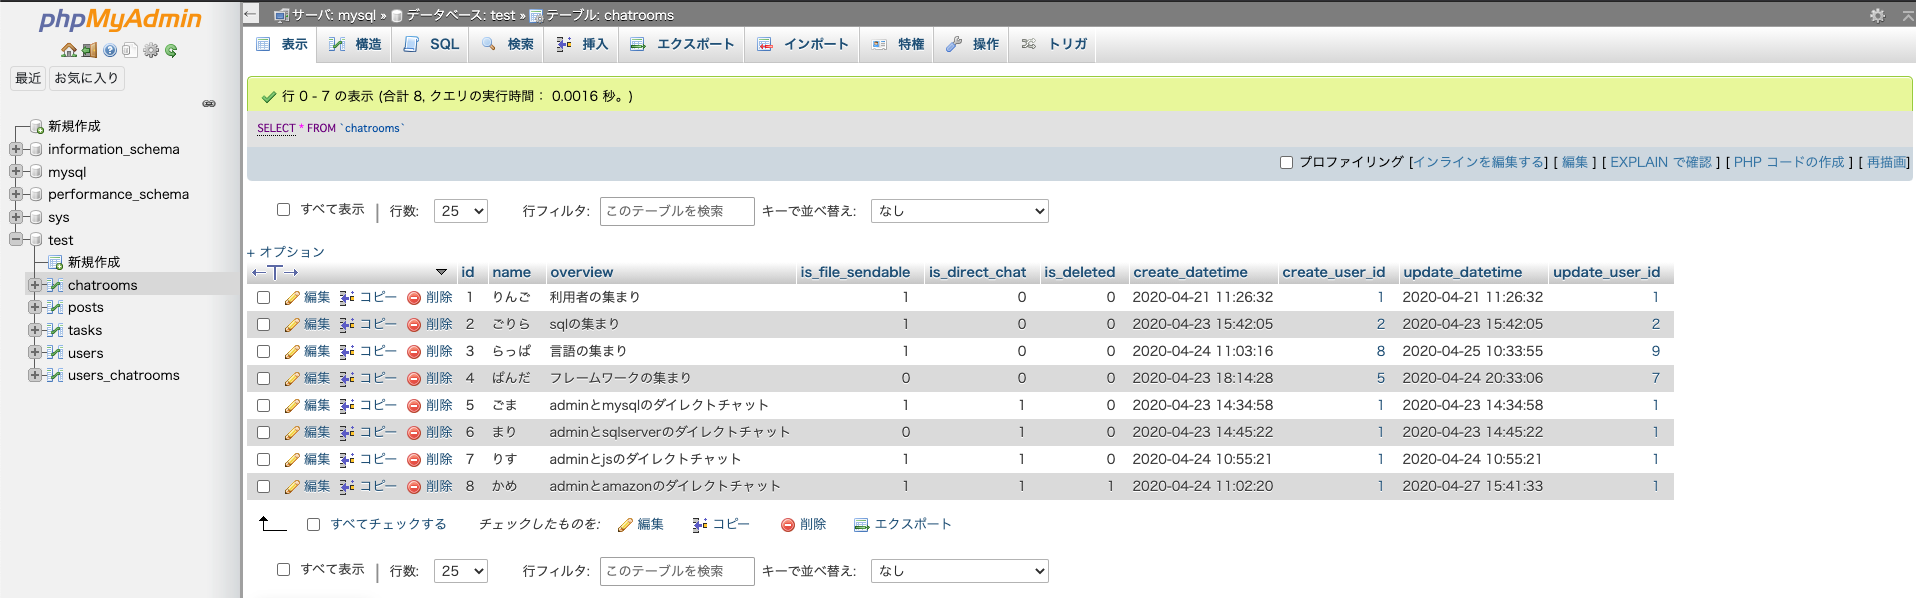 phpMyAdmin
最近 お気に入り
新規作成
information_schema
mysql
performance_schema
sys
test
新規作成
chatrooms
posts
tasks
users
users_chatrooms
サーバ: mysql » データベース: test » テーブル: chatrooms
表示 構造 SQL 検索 挿入 エクスポート インポート 特権 操作 トリガ
行 0 - 7 の表示 (合計 8, クエリの実行時間： 0.0016 秒。)
SELECT * FROM `chatrooms`
プロファイリング [インラインを編集する] [ 編集 ] [ EXPLAIN で確認 ] [ PHP コードの作成 ] [ 再描画]
すべて表示 | 行数: 25 行フィルタ: このテーブルを検索 キーで並べ替え: なし
+ オプション
←T→ id name overview is_file_sendable is_direct_chat is_deleted create_datetime create_user_id update_datetime update_user_id
編集 コピー 削除 1 りんご 利用者の集まり 1 0 0 2020-04-21 11:26:32 1 2020-04-21 11:26:32 1
編集 コピー 削除 2 ごりら sqlの集まり 1 0 0 2020-04-23 15:42:05 2 2020-04-23 15:42:05 2
編集 コピー 削除 3 らっぱ 言語の集まり 1 0 0 2020-04-24 11:03:16 8 2020-04-25 10:33:55 9
編集 コピー 削除 4 ぱんだ フレームワークの集まり 0 0 0 2020-04-23 18:14:28 5 2020-04-24 20:33:06 7
編集 コピー 削除 5 ごま adminとmysqlのダイレクトチャット 1 1 0 2020-04-23 14:34:58 1 2020-04-23 14:34:58 1
編集 コピー 削除 6 まり adminとsqlserverのダイレクトチャット 0 1 0 2020-04-23 14:45:22 1 2020-04-23 14:45:22 1
編集 コピー 削除 7 りす adminとjsのダイレクトチャット 1 1 0 2020-04-24 10:55:21 1 2020-04-24 10:55:21 1
編集 コピー 削除 8 かめ adminとamazonのダイレクトチャット 1 1 1 2020-04-24 11:02:20 1 2020-04-27 15:41:33 1
すべてチェックする チェックしたものを: 編集 コピー 削除 エクスポート
すべて表示 | 行数: 25 行フィルタ: このテーブルを検索 キーで並べ替え: なし